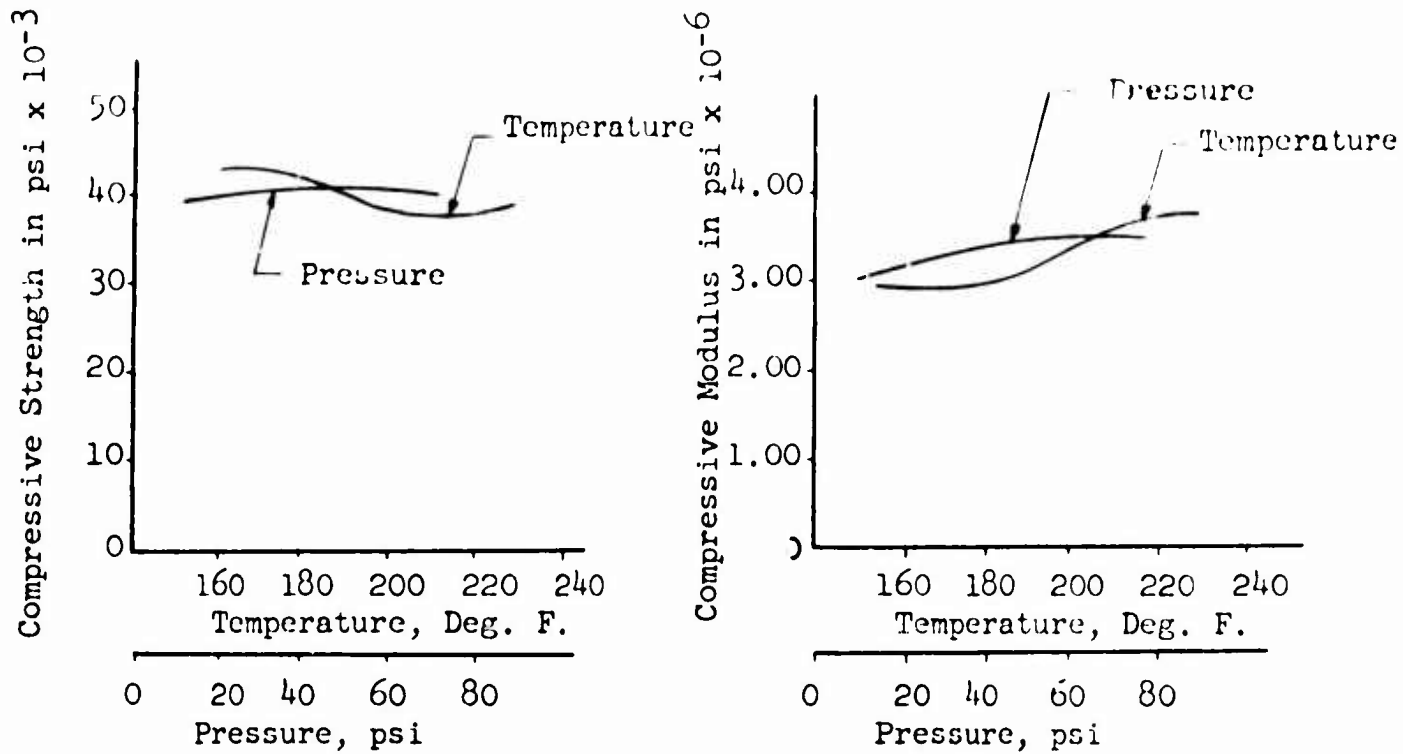 Compressive Strength in psi x 10-3
50
40
30
20
10
0
Temperature
Pressure
160 180 200 220 240
Temperature, Deg. F.
0 20 40 60 80
Pressure, psi
Compressive Modulus in psi x 10-6
4.00
3.00
2.00
1.00
Pressure
Temperature
160 180 200 220 240
Temperature, Deg. F.
0 20 40 60 80
Pressure, psi